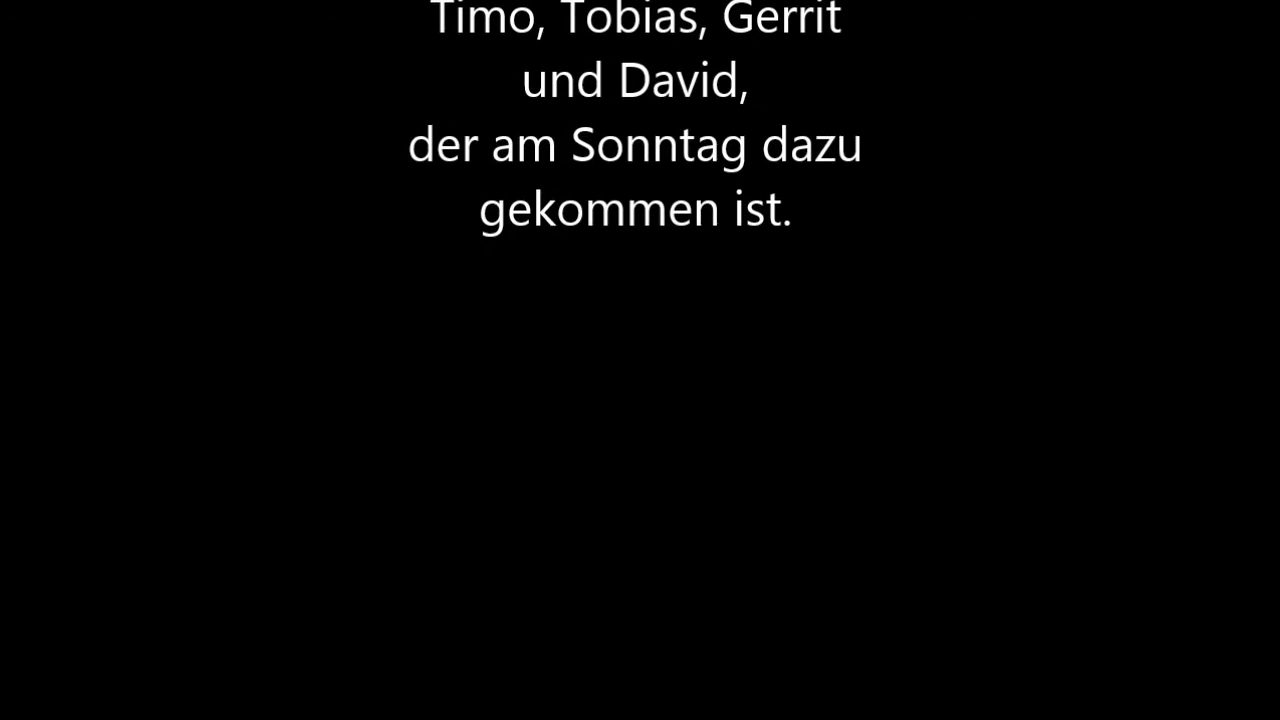 Timo, Tobias, Gerrit
und David,
der am Sonntag dazu
gekommen ist.